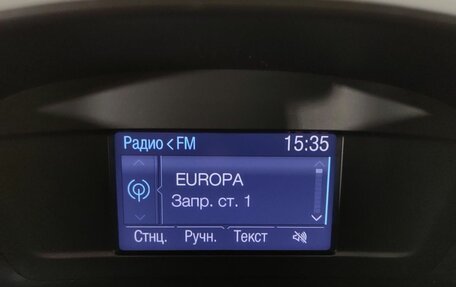 Радио < FM 15:35
EUROPA
Запр. ст. 1
Стнц. Ручн. Текст